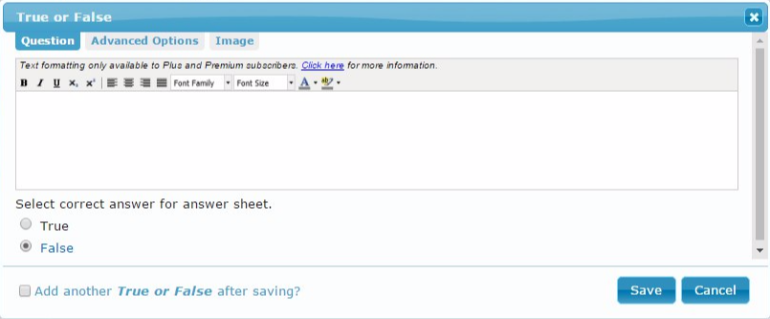 True or False
Question Advanced Options Image
Text formatting only available to Plus and Premium subscribers. Click here for more information.
B I U x, x' Font Family Font Size A ab
Select correct answer for answer sheet.
True
False
Add another True or False after saving?
Save Cancel